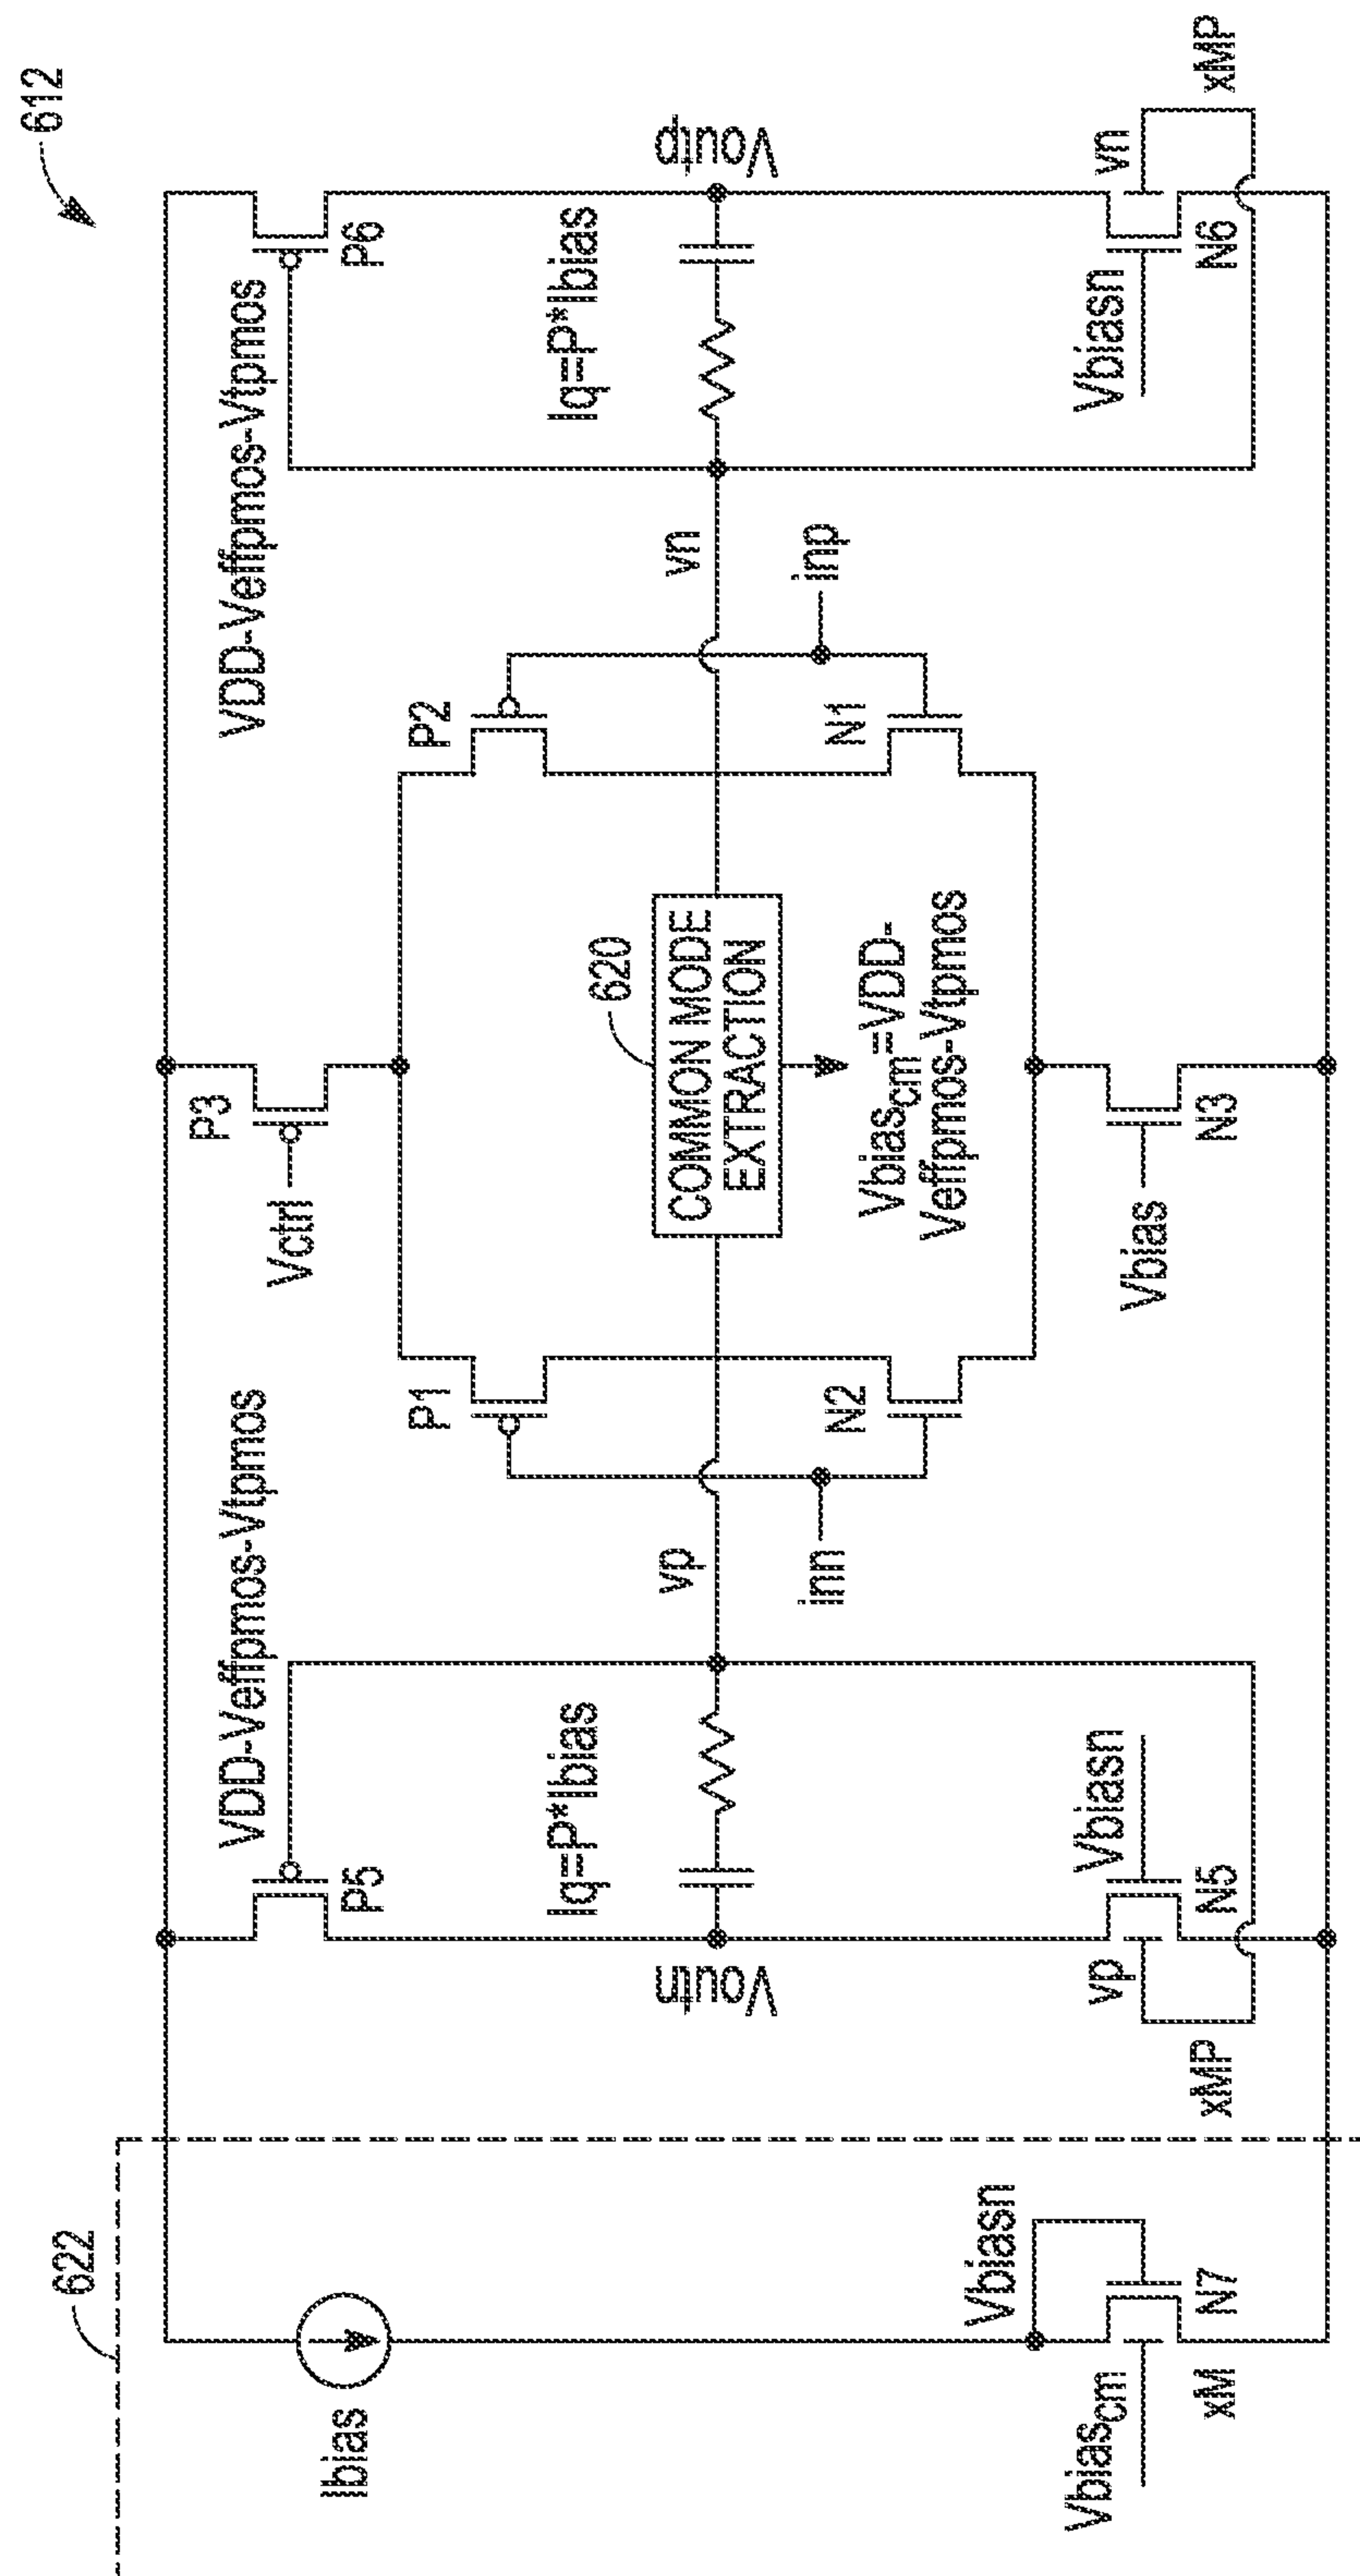 612
622
Ibias
Vbiasn
Vbiascm
xM
N7
VDD-Veffpmos-Vtpmos
P5
Iq=P*Ibias
Voutn
Vbiasn
vp
N5
xMP
vp
inn
P1
N2
Vctrl
P3
620
COMMON MODE
EXTRACTION
Vbiascm=VDD-
Veffpmos-Vtpmos
Vbias
N3
P2
N1
inp
vn
VDD-Veffpmos-Vtpmos
P6
Iq=P*Ibias
Voutp
Vbiasn
vn
N6
xMP